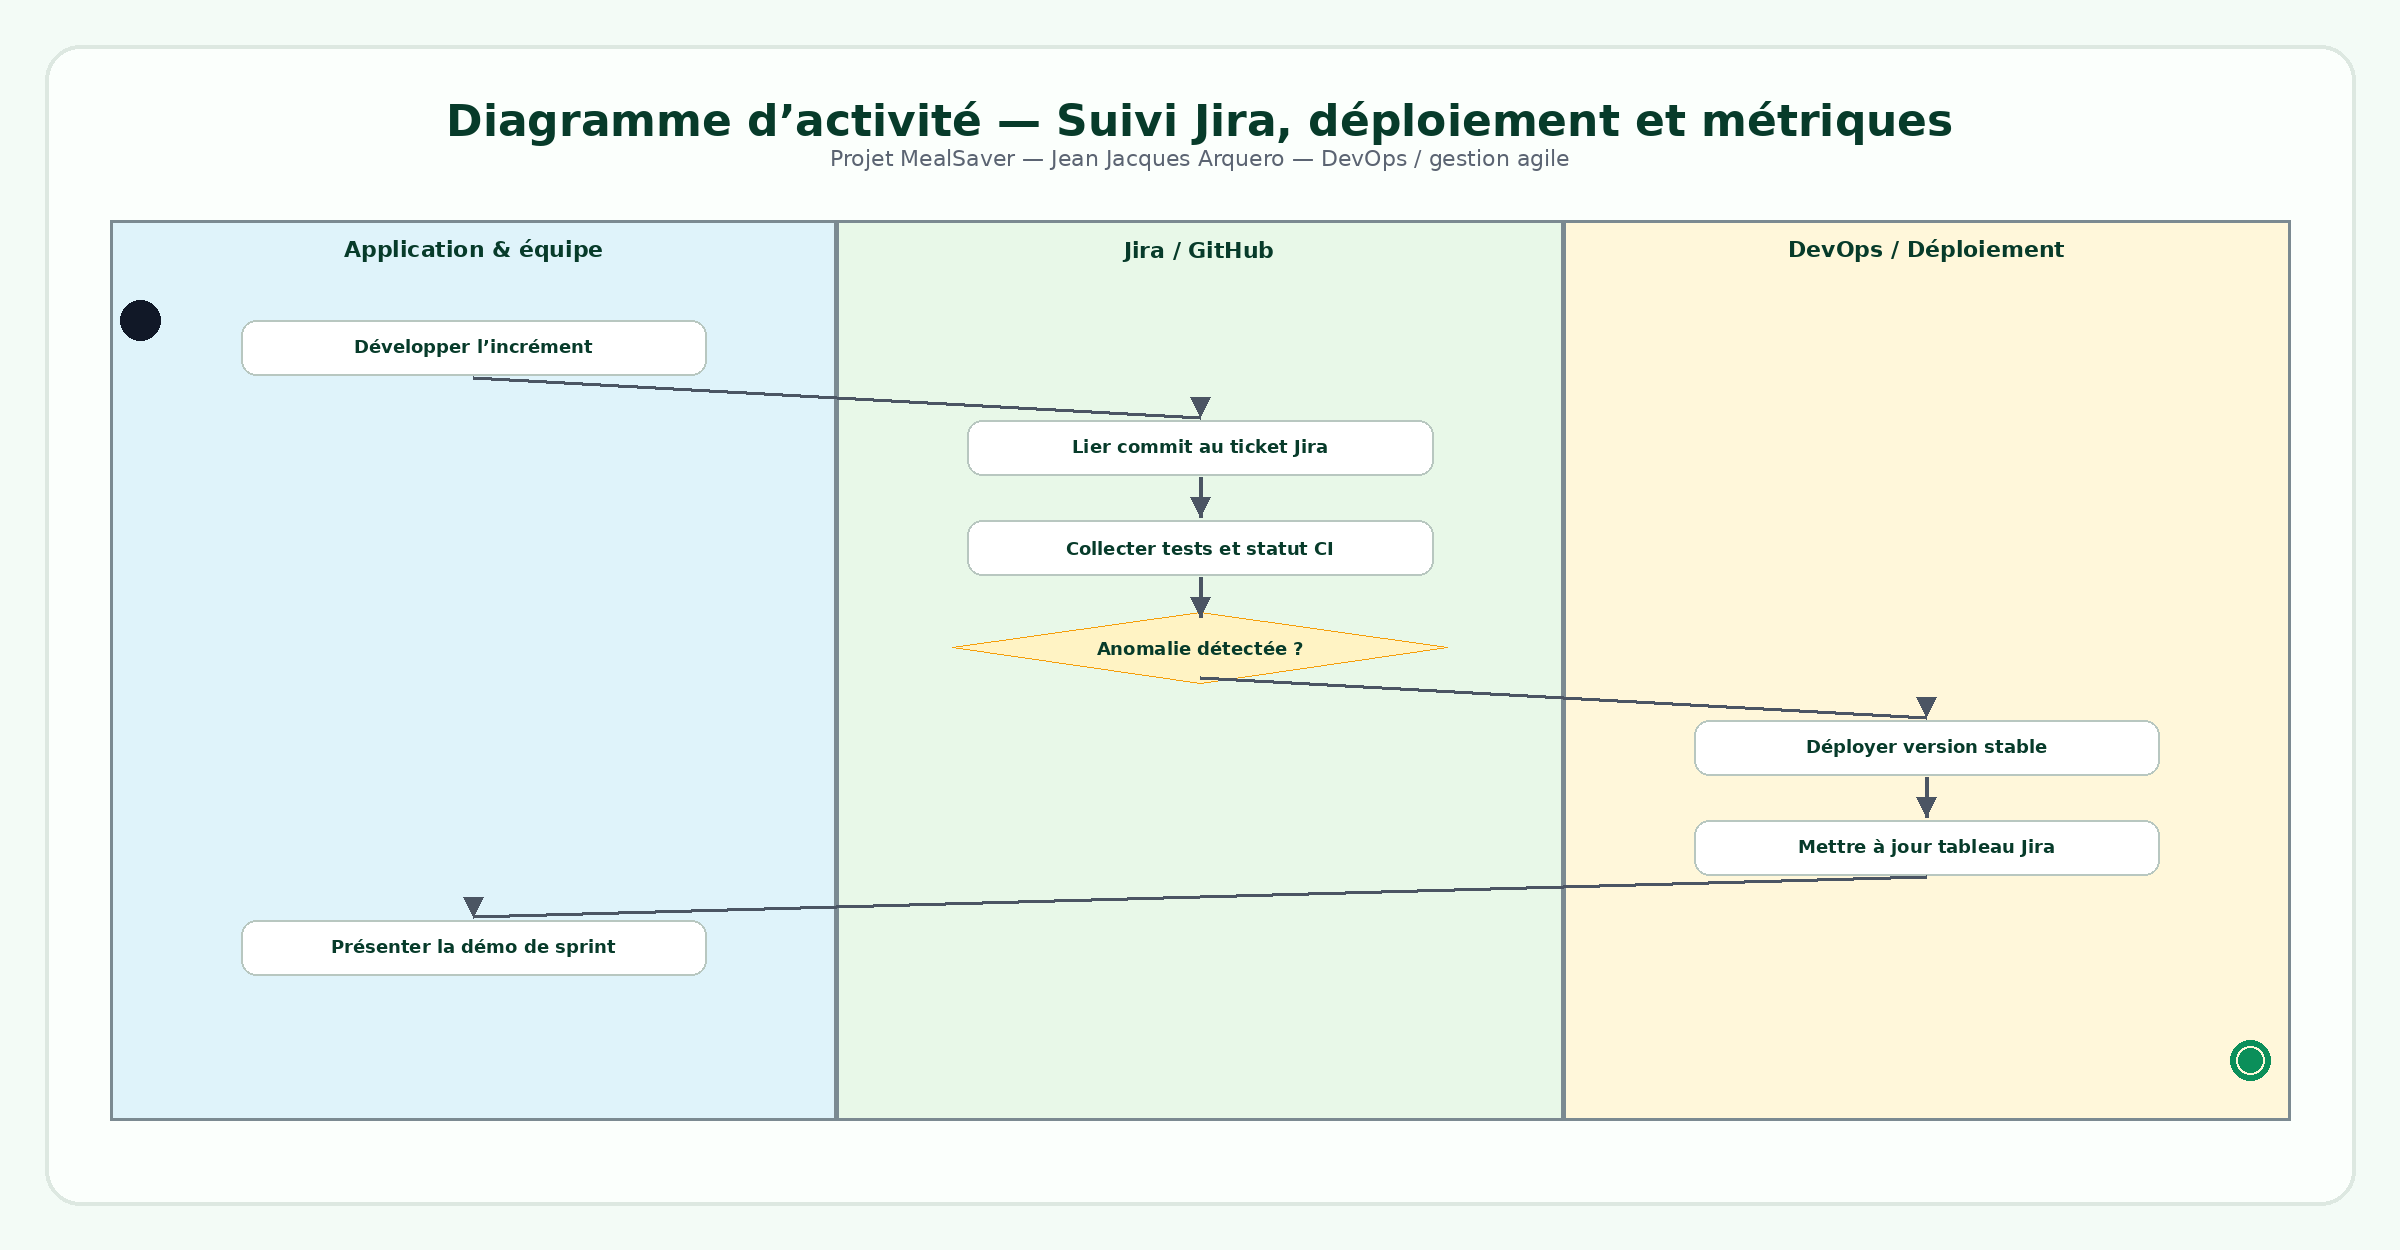 Diagramme d’activité — Suivi Jira, déploiement et métriques
Projet MealSaver — Jean Jacques Arquero — DevOps / gestion agile
Application & équipe
Jira / GitHub
DevOps / Déploiement
Développer l’incrément
Lier commit au ticket Jira
Collecter tests et statut CI
Anomalie détectée ?
Déployer version stable
Mettre à jour tableau Jira
Présenter la démo de sprint